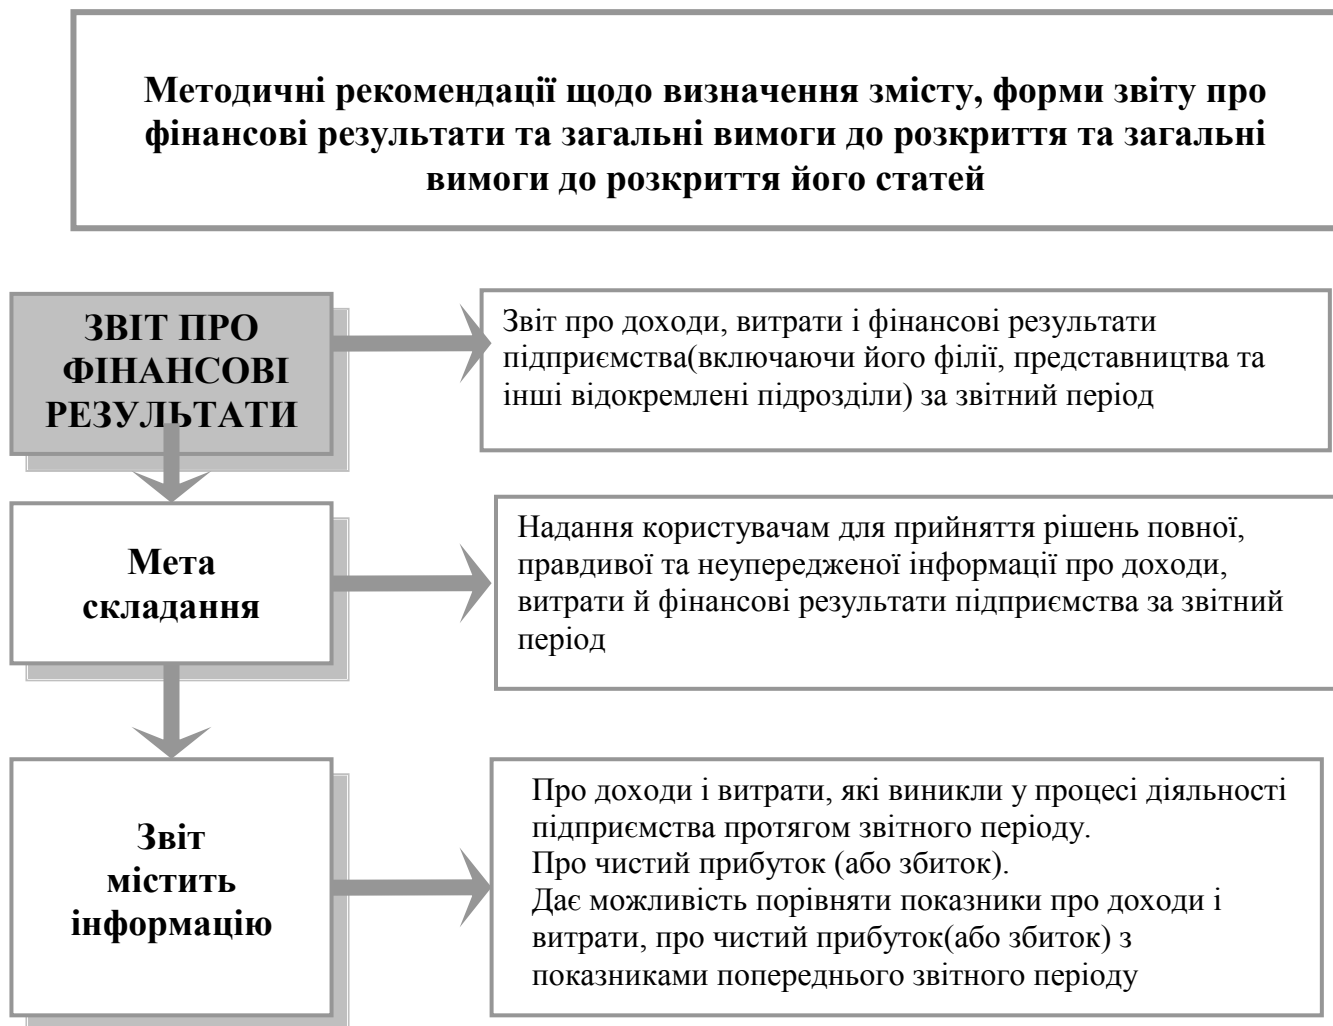 Методичні рекомендації щодо визначення змісту, форми звіту про
фінансові результати та загальні вимоги до розкриття та загальні
вимоги до розкриття його статей
ЗВІТ ПРО
ФІНАНСОВІ
РЕЗУЛЬТАТИ
Звіт про доходи, витрати і фінансові результати
підприємства(включаючи його філії, представництва та
інші відокремлені підрозділи) за звітний період
Мета
складання
Надання користувачам для прийняття рішень повної,
правдивої та неупередженої інформації про доходи,
витрати й фінансові результати підприємства за звітний
період
Звіт
містить
інформацію
Про доходи і витрати, які виникли у процесі діяльності
підприємства протягом звітного періоду.
Про чистий прибуток (або збиток).
Дає можливість порівняти показники про доходи і
витрати, про чистий прибуток(або збиток) з
показниками попереднього звітного періоду